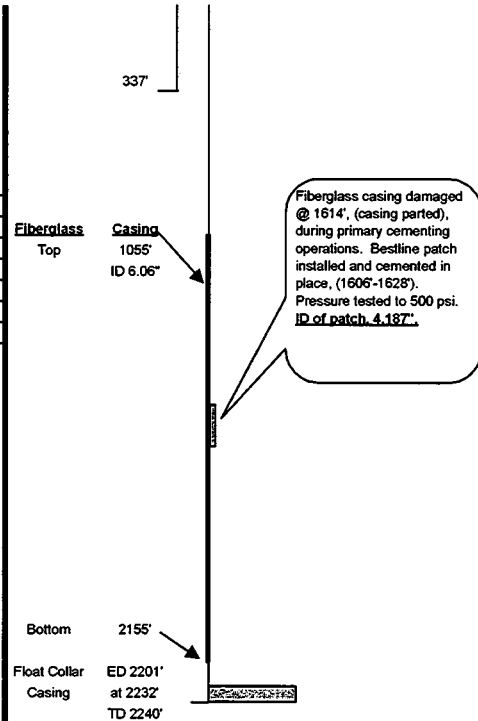 337'
Fiberglass casing damaged
@ 1614', (casing parted),
during primary cementing
operations. Bestline patch
installed and cemented in
place, (1606'-1628').
Pressure tested to 500 psi.
ID of patch, 4.187".
Fiberglass Casing
Top 1055'
ID 6.06"
Bottom 2155'
Float Collar ED 2201'
Casing at 2232'
TD 2240'